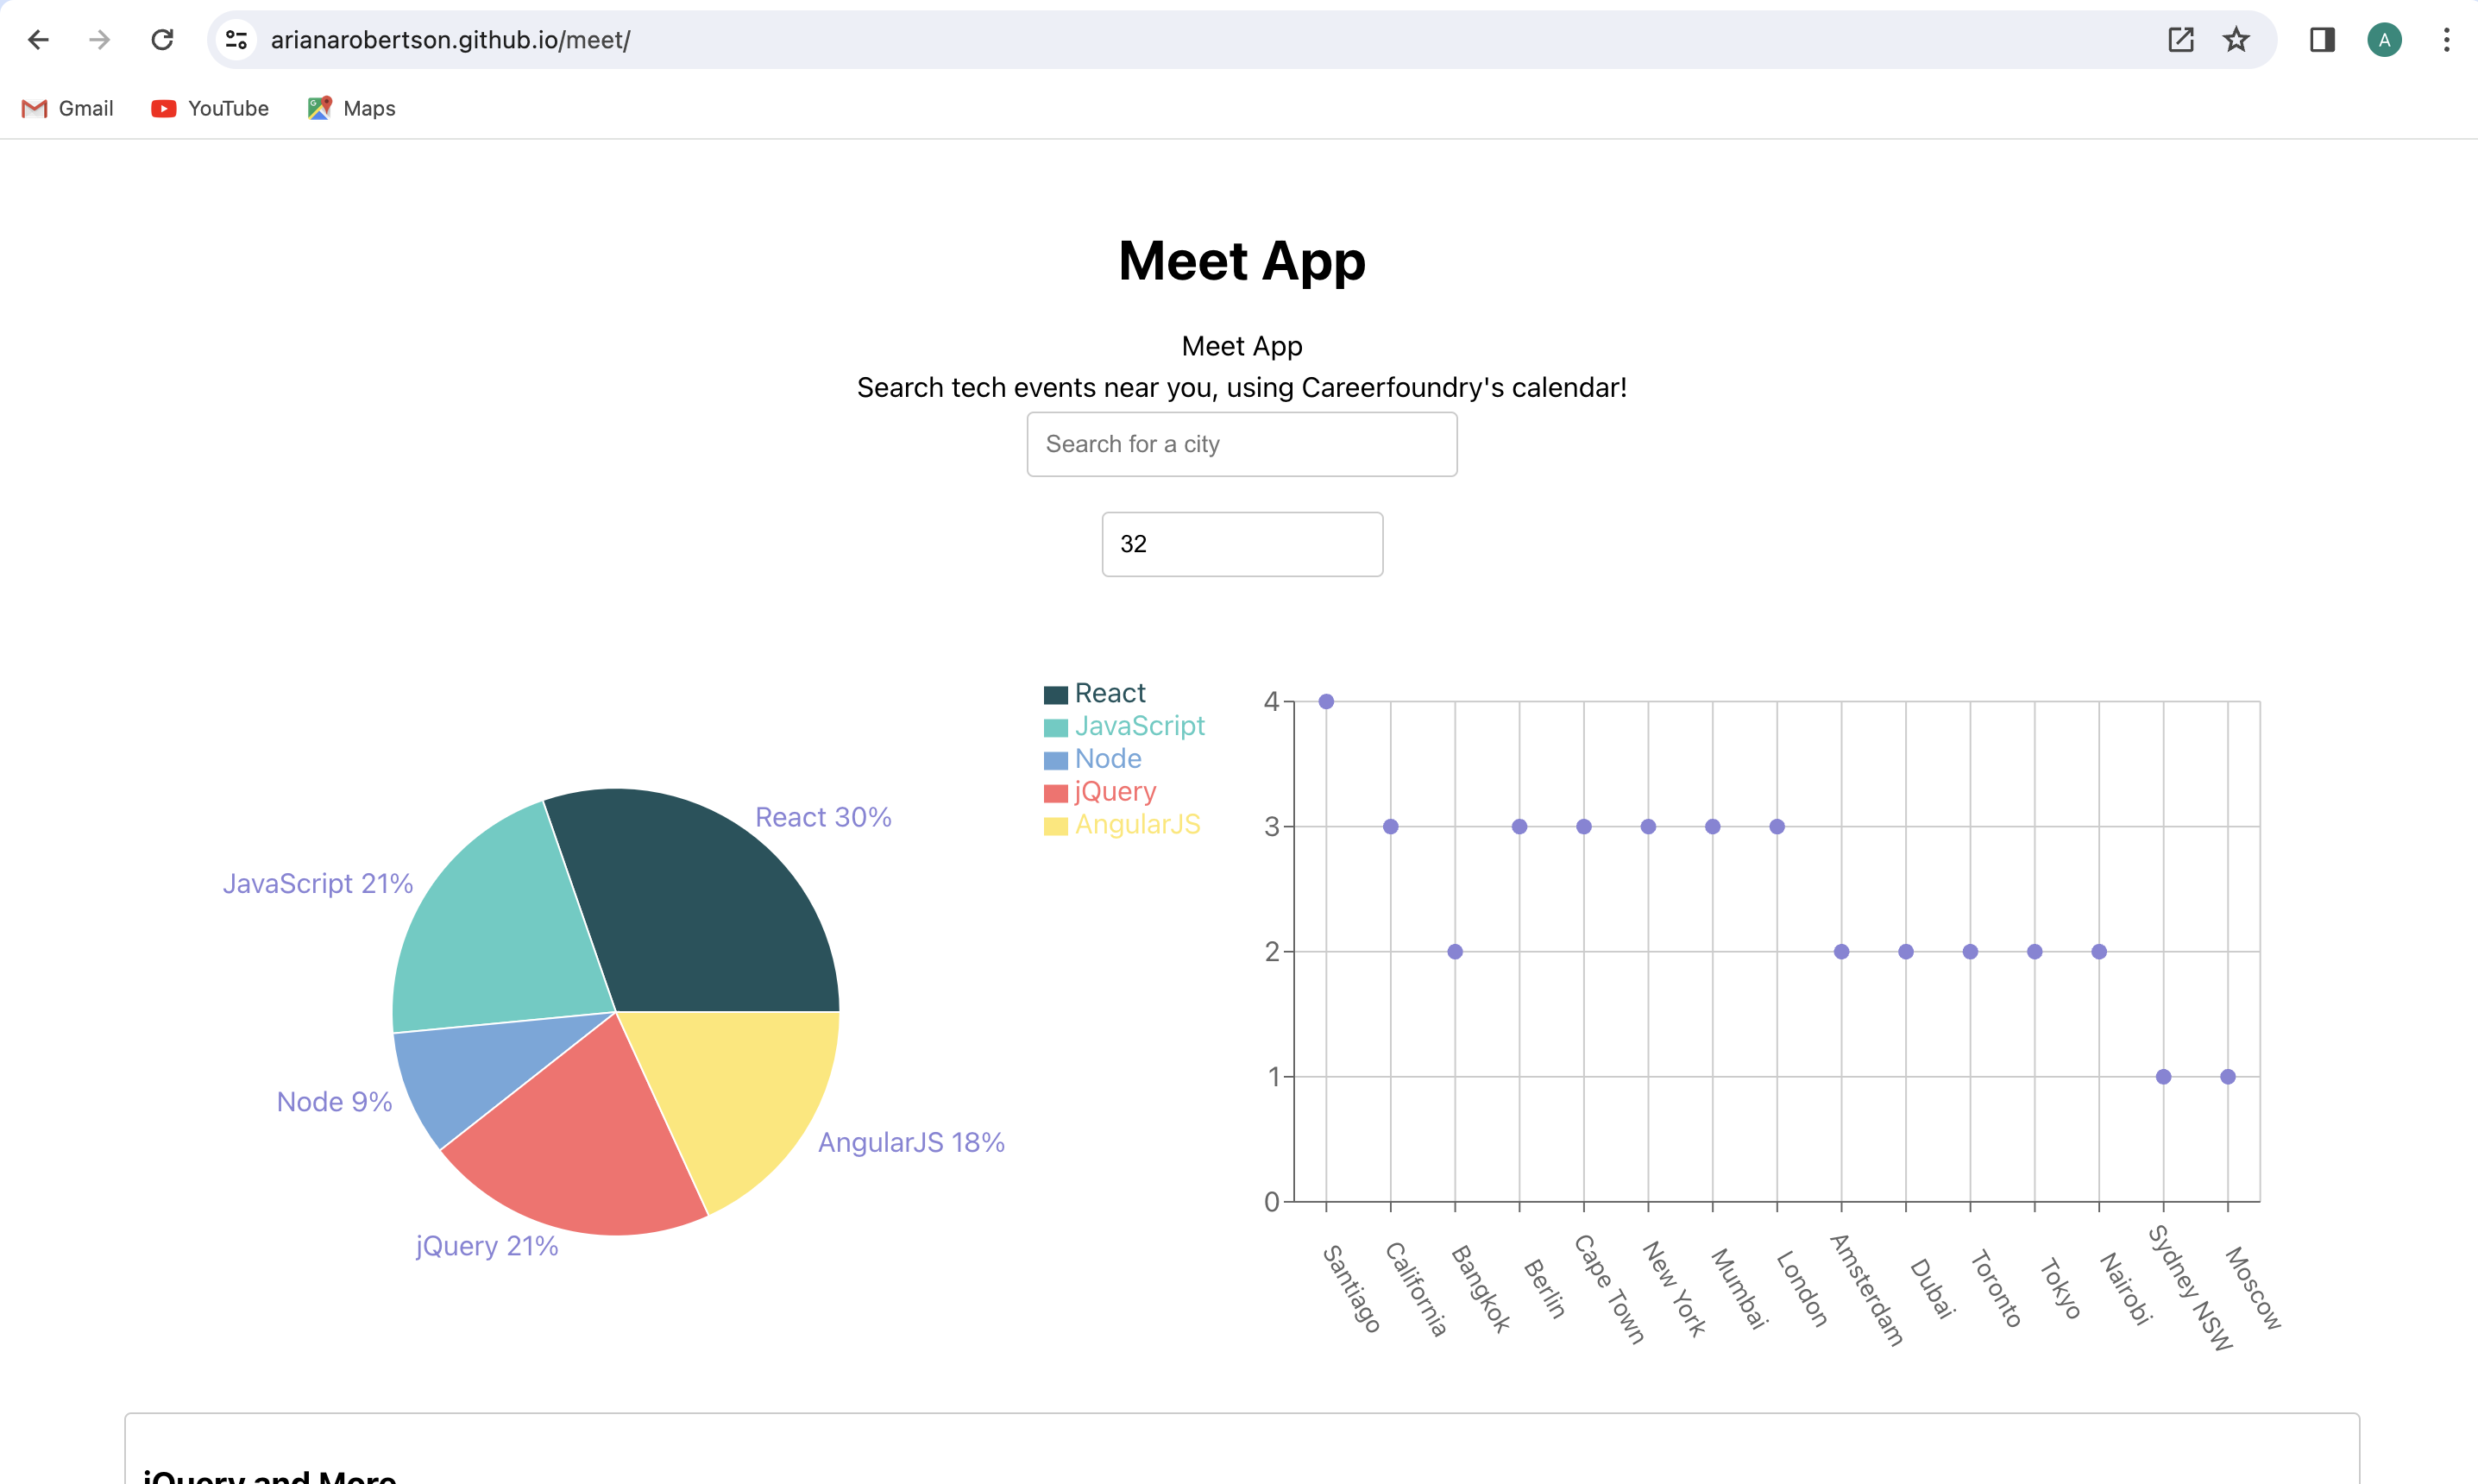 arianarobertson.github.io/meet/
A
Gmail
YouTube
Maps
Meet App
Meet App
Search tech events near you, using Careerfoundry's calendar!
Search for a city
32
React 30%
JavaScript 21%
Node 9%
jQuery 21%
AngularJS 18%
React
JavaScript
Node
jQuery
AngularJS
4
3
2
1
0
Santiago
California
Bangkok
Berlin
Cape Town
New York
Mumbai
London
Amsterdam
Dubai
Toronto
Tokyo
Nairobi
Sydney NSW
Moscow
jQuery and More